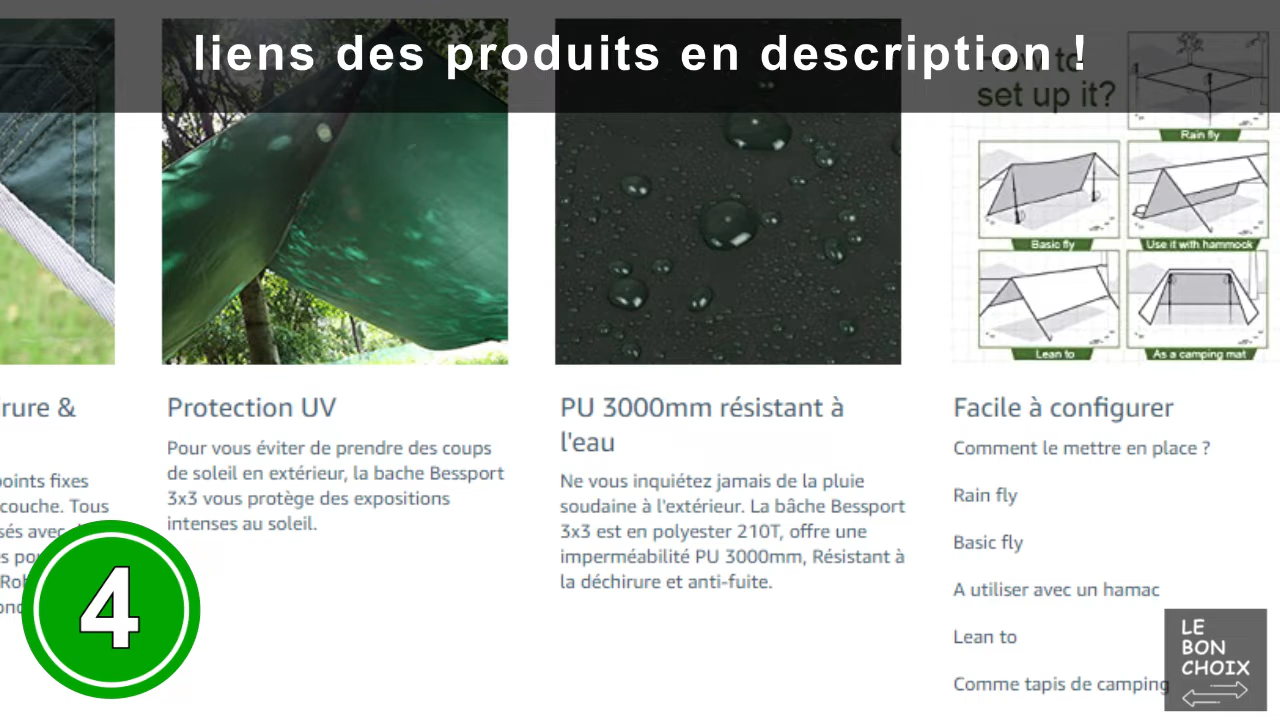 liens des produits en description !
How to
set up it?
Rain fly
Basic fly
Use it with hammock
Lean to
As a camping mat
rure &
points fixes
couche. Tous
sés avec
Protection UV
Pour vous éviter de prendre des coups
de soleil en extérieur, la bache Bessport
3x3 vous protège des expositions
intenses au soleil.
PU 3000mm résistant à
l'eau
Ne vous inquiétez jamais de la pluie
soudaine à l'extérieur. La bâche Bessport
3x3 est en polyester 210T, offre une
imperméabilité PU 3000mm, Résistant à
la déchirure et anti-fuite.
Facile à configurer
Comment le mettre en place ?
Rain fly
Basic fly
A utiliser avec un hamac
Lean to
Comme tapis de camping
4
LE
BON
CHOIX